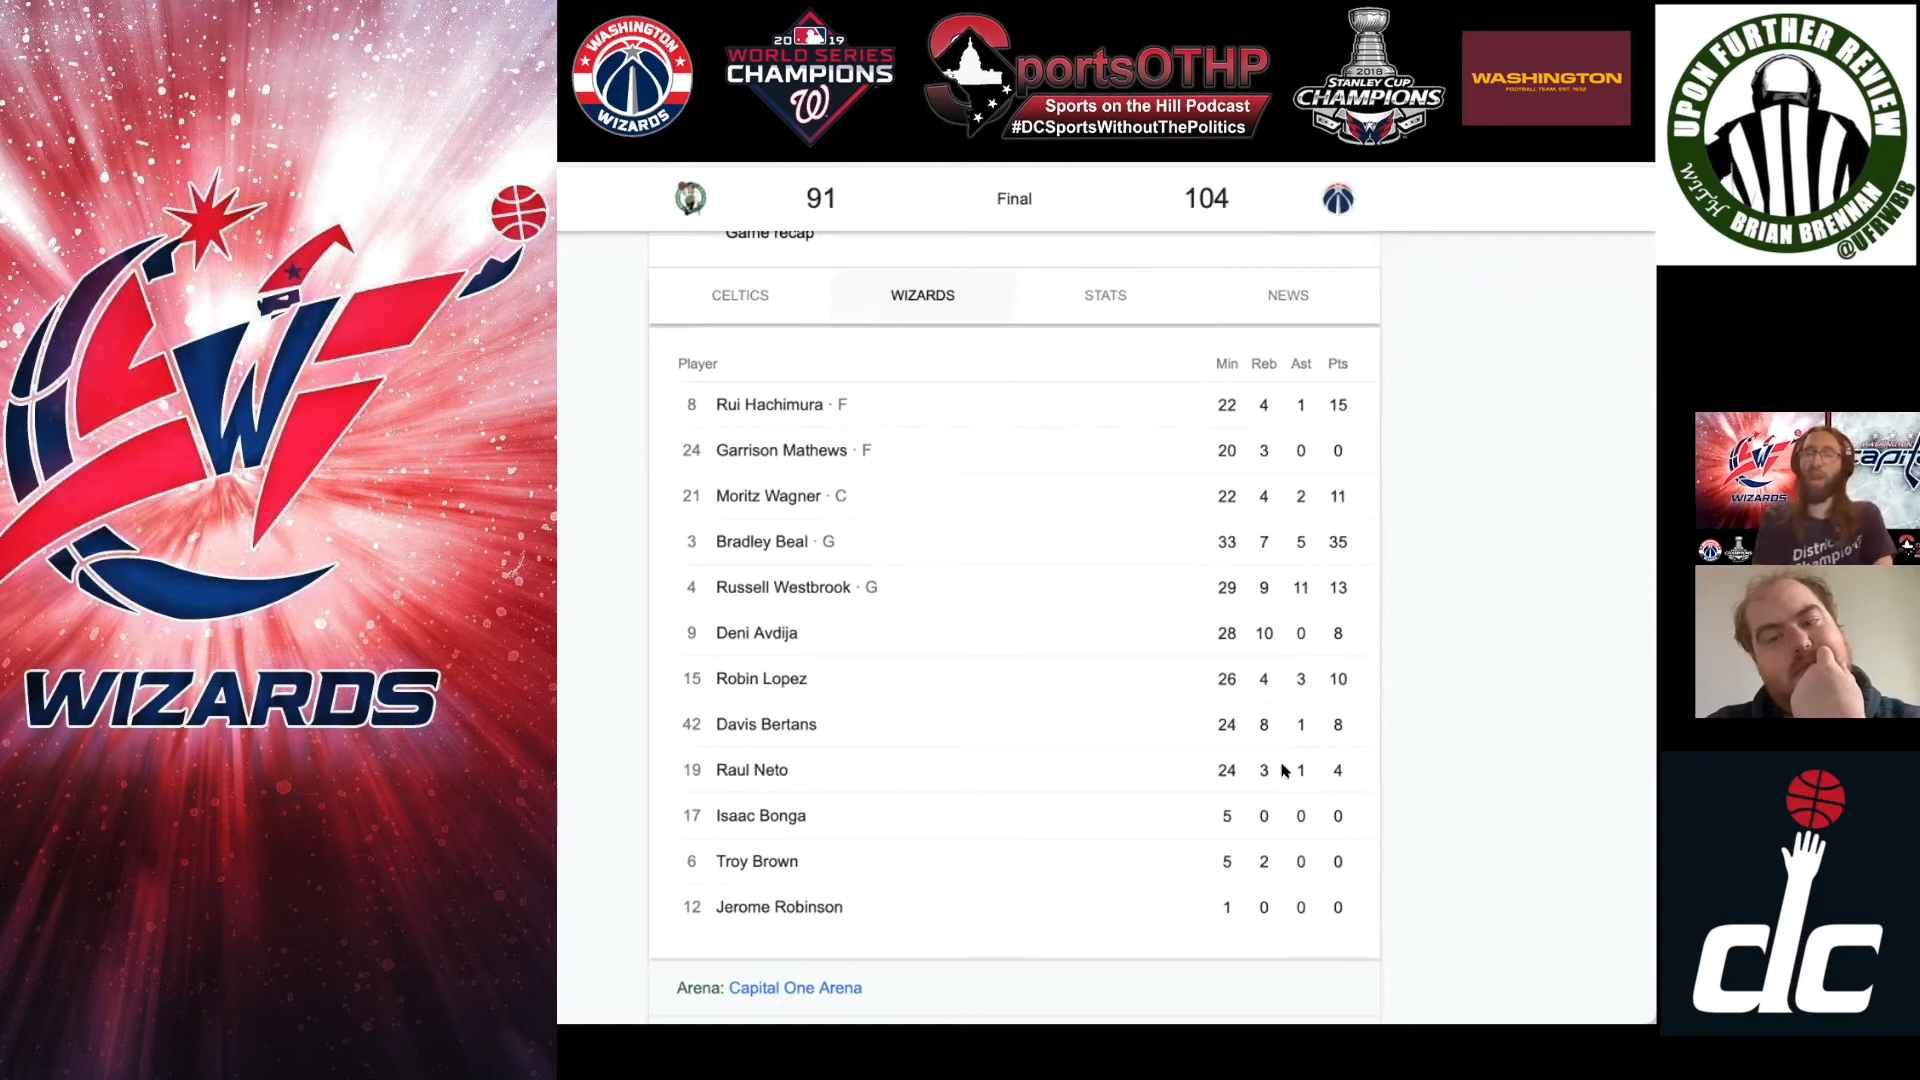 WASHINGTON
WIZARDS
2019
WORLD SERIES
CHAMPIONS
W
SportsOTHP
Sports on the Hill Podcast
#DCSportsWithoutThePolitics
2018
STANLEY CUP
CHAMPIONS
WASHINGTON
FOOTBALL TEAM, EST. 1932
UPON FURTHER REVIEW
WITH
BRIAN BRENNAN
@UFRWBB
91 Final 104
Game recap
CELTICS WIZARDS STATS NEWS
Player Min Reb Ast Pts
8 Rui Hachimura · F 22 4 1 15
24 Garrison Mathews · F 20 3 0 0
21 Moritz Wagner · C 22 4 2 11
3 Bradley Beal · G 33 7 5 35
4 Russell Westbrook · G 29 9 11 13
9 Deni Avdija 28 10 0 8
15 Robin Lopez 26 4 3 10
42 Davis Bertans 24 8 1 8
19 Raul Neto 24 3 1 4
17 Isaac Bonga 5 0 0 0
6 Troy Brown 5 2 0 0
12 Jerome Robinson 1 0 0 0
Arena: Capital One Arena
W
WIZARDS
WIZARDS
dc